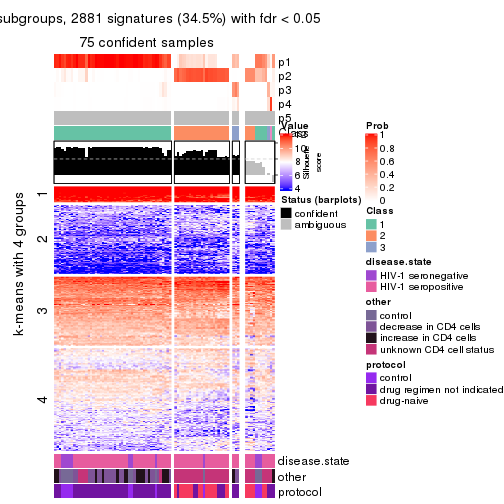 subgroups, 2881 signatures (34.5%) with fdr < 0.05
75 confident samples
p1
p2
p3
p4
p5
Class
Silhouette score
k-means with 4 groups
1
2
3
4
disease.state
other
protocol
Value
12
10
8
6
4
Status (barplots)
confident
ambiguous
Prob
1
0.8
0.6
0.4
0.2
0
Class
1
2
3
disease.state
HIV-1 seronegative
HIV-1 seropositive
other
control
decrease in CD4 cells
increase in CD4 cells
unknown CD4 cell status
protocol
control
drug regimen not indicated
drug-naive